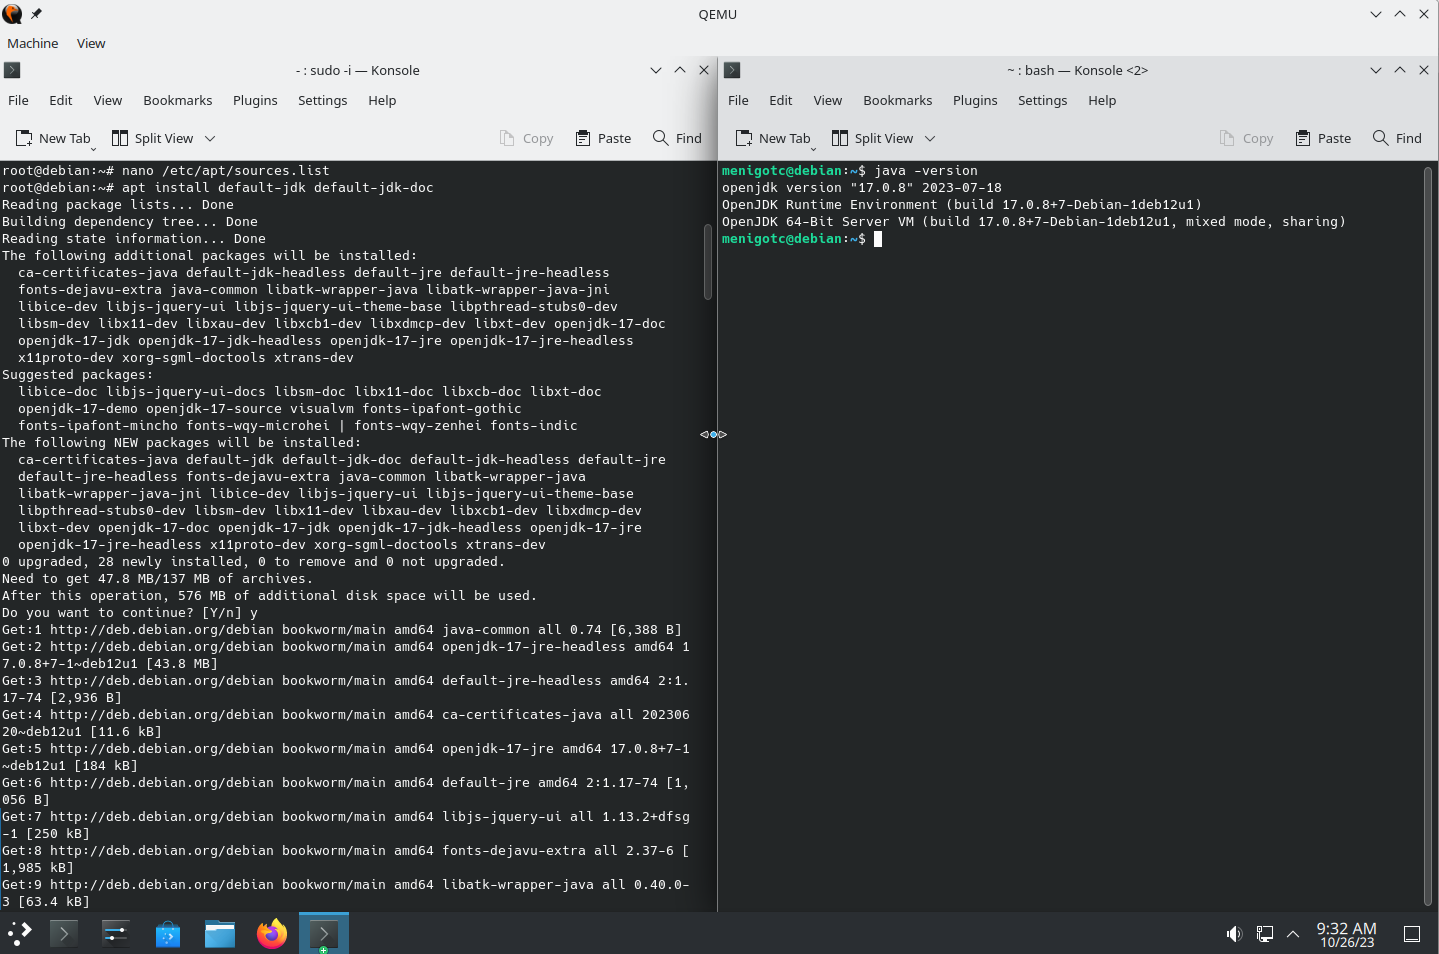 QEMU
Machine View
- : sudo -i — Konsole
File Edit View Bookmarks Plugins Settings Help
New Tab Split View Copy Paste Find
root@debian:~# nano /etc/apt/sources.list
root@debian:~# apt install default-jdk default-jdk-doc
Reading package lists... Done
Building dependency tree... Done
Reading state information... Done
The following additional packages will be installed:
  ca-certificates-java default-jdk-headless default-jre default-jre-headless
  fonts-dejavu-extra java-common libatk-wrapper-java libatk-wrapper-java-jni
  libice-dev libjs-jquery-ui libjs-jquery-ui-theme-base libpthread-stubs0-dev
  libsm-dev libx11-dev libxau-dev libxcb1-dev libxdmcp-dev libxt-dev openjdk-17-doc
  openjdk-17-jdk openjdk-17-jdk-headless openjdk-17-jre openjdk-17-jre-headless
  x11proto-dev xorg-sgml-doctools xtrans-dev
Suggested packages:
  libice-doc libjs-jquery-ui-docs libsm-doc libx11-doc libxcb-doc libxt-doc
  openjdk-17-demo openjdk-17-source visualvm fonts-ipafont-gothic
  fonts-ipafont-mincho fonts-wqy-microhei | fonts-wqy-zenhei fonts-indic
The following NEW packages will be installed:
  ca-certificates-java default-jdk default-jdk-doc default-jdk-headless default-jre
  default-jre-headless fonts-dejavu-extra java-common libatk-wrapper-java
  libatk-wrapper-java-jni libice-dev libjs-jquery-ui libjs-jquery-ui-theme-base
  libpthread-stubs0-dev libsm-dev libx11-dev libxau-dev libxcb1-dev libxdmcp-dev
  libxt-dev openjdk-17-doc openjdk-17-jdk openjdk-17-jdk-headless openjdk-17-jre
  openjdk-17-jre-headless x11proto-dev xorg-sgml-doctools xtrans-dev
0 upgraded, 28 newly installed, 0 to remove and 0 not upgraded.
Need to get 47.8 MB/137 MB of archives.
After this operation, 576 MB of additional disk space will be used.
Do you want to continue? [Y/n] y
Get:1 http://deb.debian.org/debian bookworm/main amd64 java-common all 0.74 [6,388 B]
Get:2 http://deb.debian.org/debian bookworm/main amd64 openjdk-17-jre-headless amd64 1
7.0.8+7-1~deb12u1 [43.8 MB]
Get:3 http://deb.debian.org/debian bookworm/main amd64 default-jre-headless amd64 2:1.
17-74 [2,936 B]
Get:4 http://deb.debian.org/debian bookworm/main amd64 ca-certificates-java all 202306
20~deb12u1 [11.6 kB]
Get:5 http://deb.debian.org/debian bookworm/main amd64 openjdk-17-jre amd64 17.0.8+7-1
~deb12u1 [184 kB]
Get:6 http://deb.debian.org/debian bookworm/main amd64 default-jre amd64 2:1.17-74 [1,
056 B]
Get:7 http://deb.debian.org/debian bookworm/main amd64 libjs-jquery-ui all 1.13.2+dfsg
-1 [250 kB]
Get:8 http://deb.debian.org/debian bookworm/main amd64 fonts-dejavu-extra all 2.37-6 [
1,985 kB]
Get:9 http://deb.debian.org/debian bookworm/main amd64 libatk-wrapper-java all 0.40.0-
3 [63.4 kB]
~ : bash — Konsole <2>
File Edit View Bookmarks Plugins Settings Help
New Tab Split View Copy Paste Find
menigotc@debian:~$ java -version
openjdk version "17.0.8" 2023-07-18
OpenJDK Runtime Environment (build 17.0.8+7-Debian-1deb12u1)
OpenJDK 64-Bit Server VM (build 17.0.8+7-Debian-1deb12u1, mixed mode, sharing)
menigotc@debian:~$
9:32 AM
10/26/23